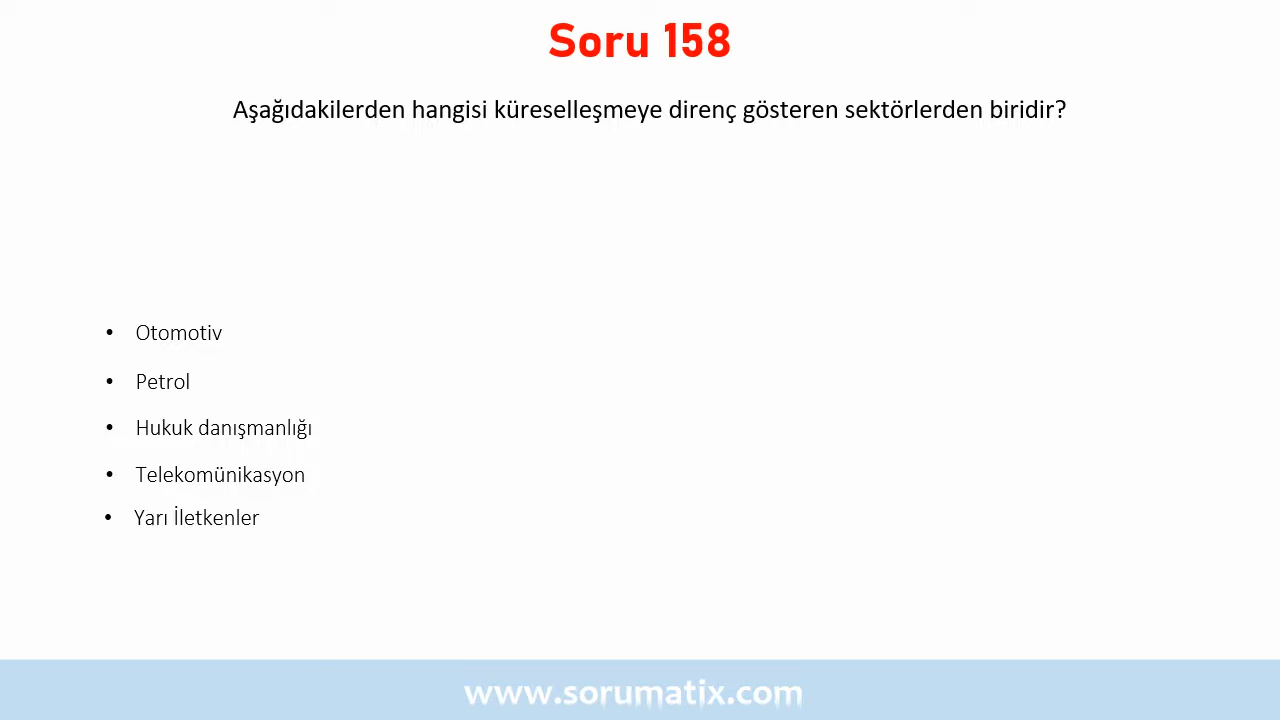 Soru 158
Aşağıdakilerden hangisi küreselleşmeye direnç gösteren sektörlerden biridir?
• Otomotiv
• Petrol
• Hukuk danışmanlığı
• Telekomünikasyon
• Yarı İletkenler
www.sorumatix.com